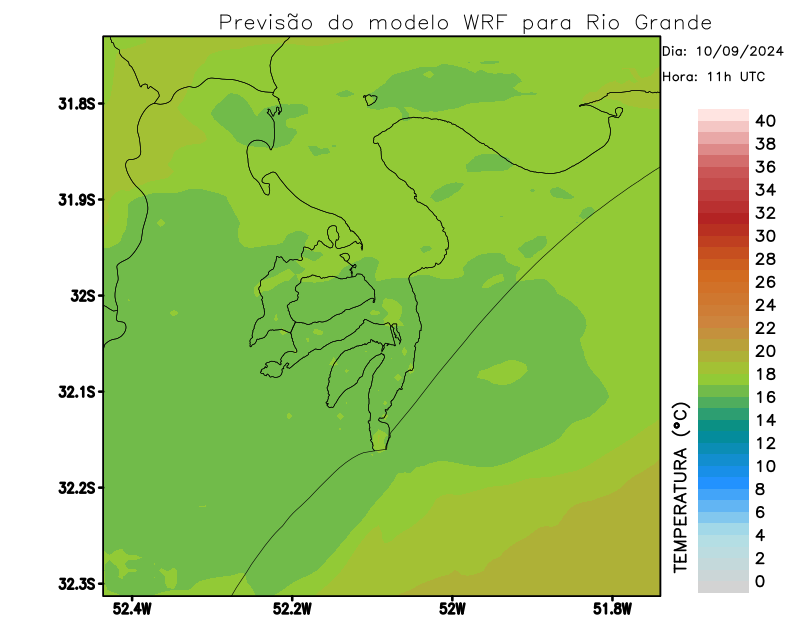 Previsão do modelo WRF para Rio Grande
Dia: 10/09/2024
Hora: 11h UTC
31.8S
31.9S
32S
32.1S
32.2S
32.3S
52.4W
52.2W
52W
51.8W
TEMPERATURA (°C)
40
38
36
34
32
30
28
26
24
22
20
18
16
14
12
10
8
6
4
2
0